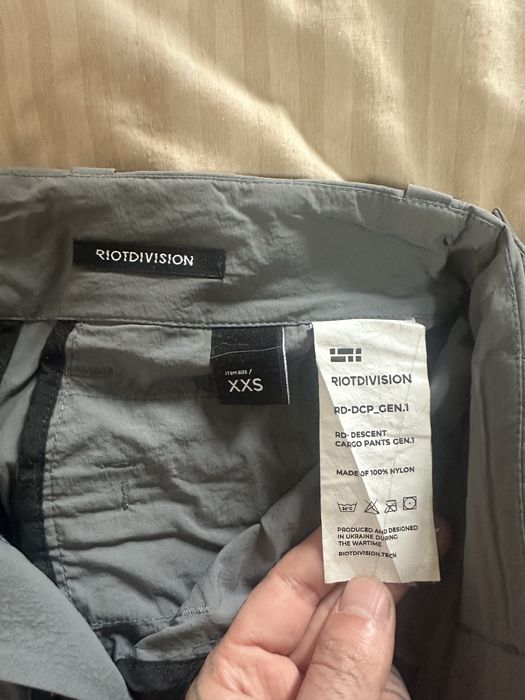 RIOTDIVISION
ITEM SIZE /
XXS
RIOTDIVISION
RD-DCP_GEN.1
RD-DESCENT
CARGO PANTS GEN.1
MADE OF 100% NYLON
30°C
PRODUCED AND DESIGNED
IN UKRAINE DURING
THE WARTIME
RIOTDIVISION.TECH